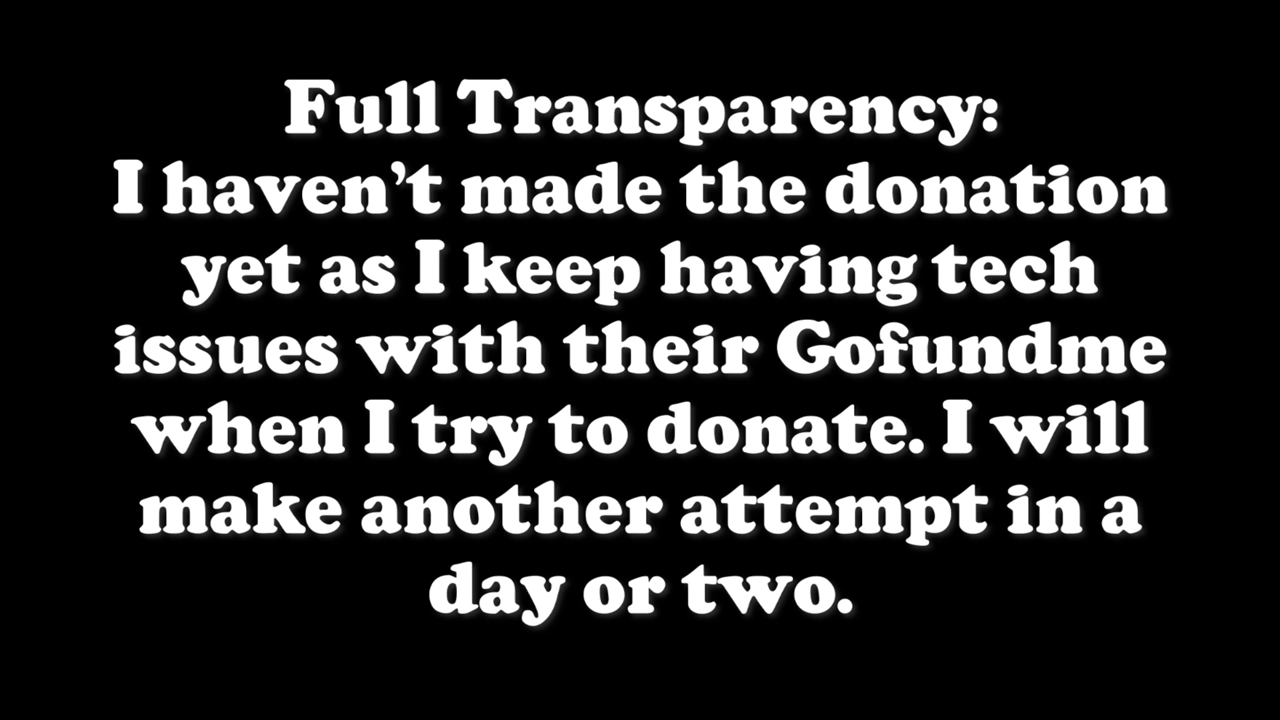 Full Transparency:
I haven’t made the donation
yet as I keep having tech
issues with their Gofundme
when I try to donate. I will
make another attempt in a
day or two.